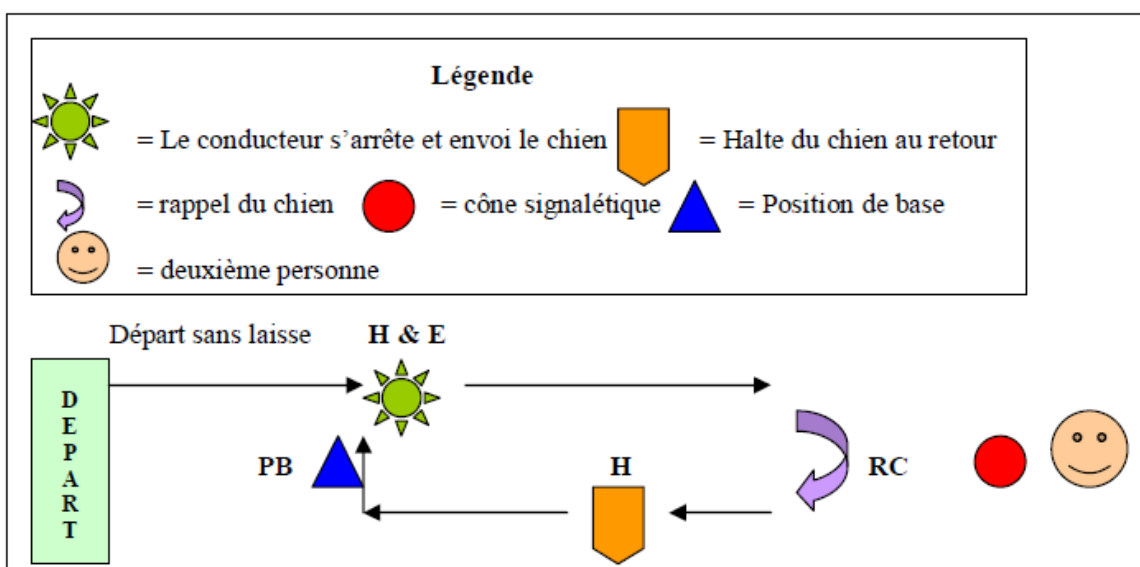 Légende
= Le conducteur s’arrête et envoi le chien = Halte du chien au retour
= rappel du chien = cône signalétique = Position de base
= deuxième personne
Départ sans laisse H & E
DEPART
PB H RC